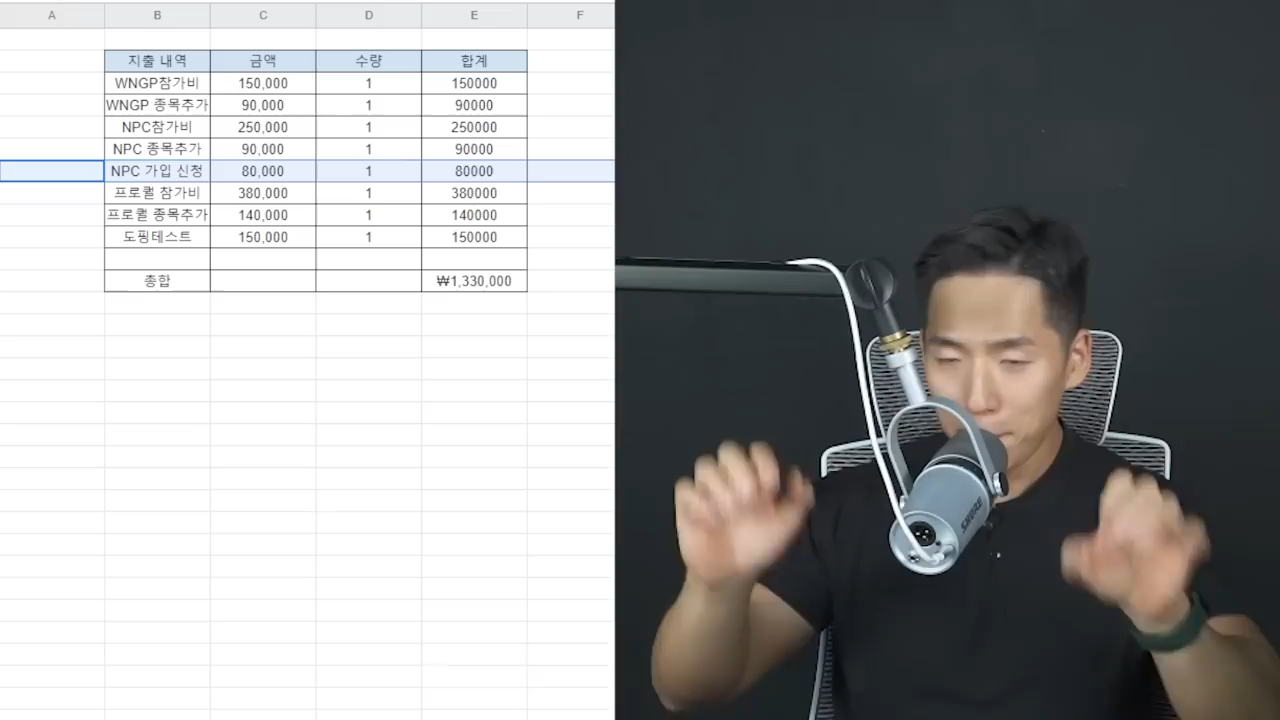 A B C D E F
지출 내역 금액 수량 합계
WNGP참가비 150,000 1 150000
WNGP 종목추가 90,000 1 90000
NPC참가비 250,000 1 250000
NPC 종목추가 90,000 1 90000
NPC 가입 신청 80,000 1 80000
프로퀄 참가비 380,000 1 380000
프로퀄 종목추가 140,000 1 140000
도핑테스트 150,000 1 150000
총합 ₩1,330,000
SHURE